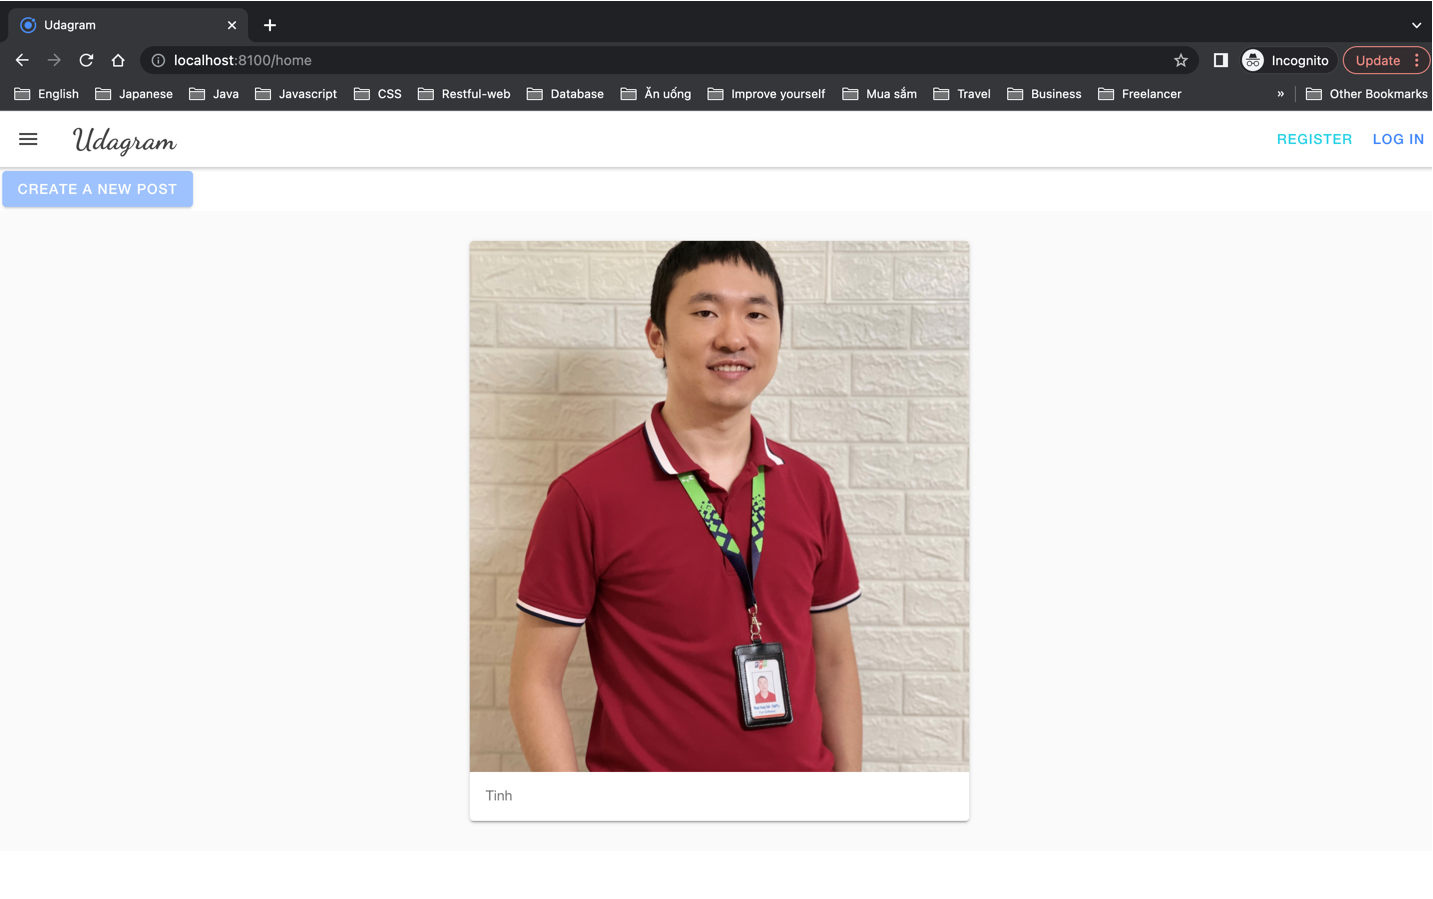 Udagram
localhost:8100/home
Incognito
Update
English Japanese Java Javascript CSS Restful-web Database Ăn uống Improve yourself Mua sắm Travel Business Freelancer » Other Bookmarks
Udagram
REGISTER LOG IN
CREATE A NEW POST
Tinh